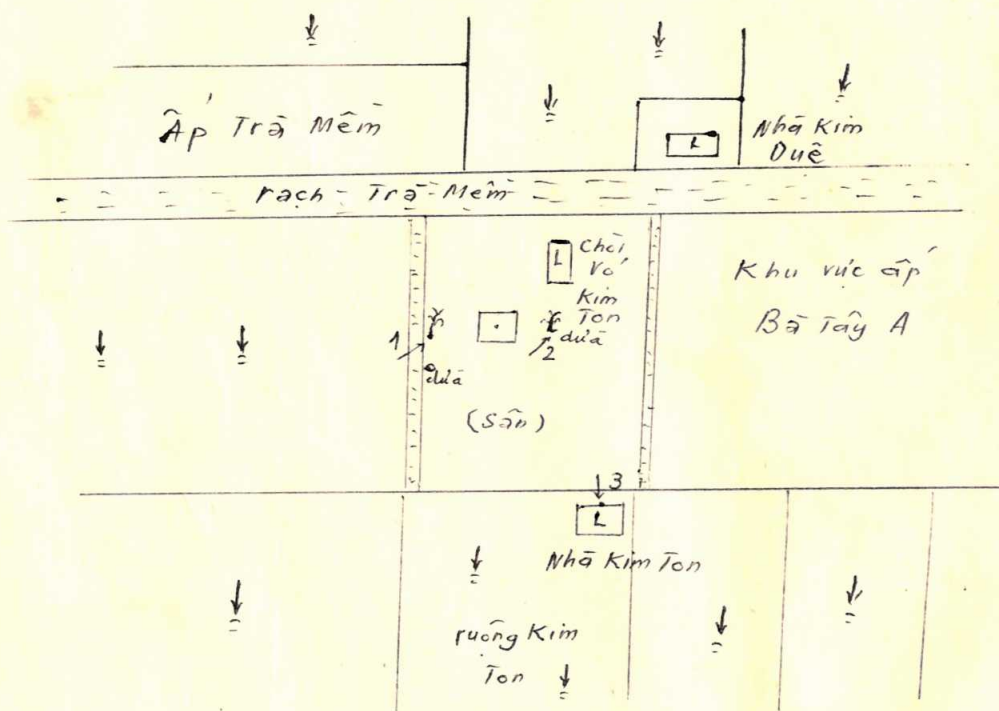 Ấp Trà Mềm
Nhà Kim
Duê
rạch - Trà - Mềm
L
L
Chòi
Vó
Kim
Ton
dừa
1
2
dừa
Khu vực ấp
Bà Tây A
(Sân)
3
L
Nhà Kim Ton
ruộng Kim
Ton